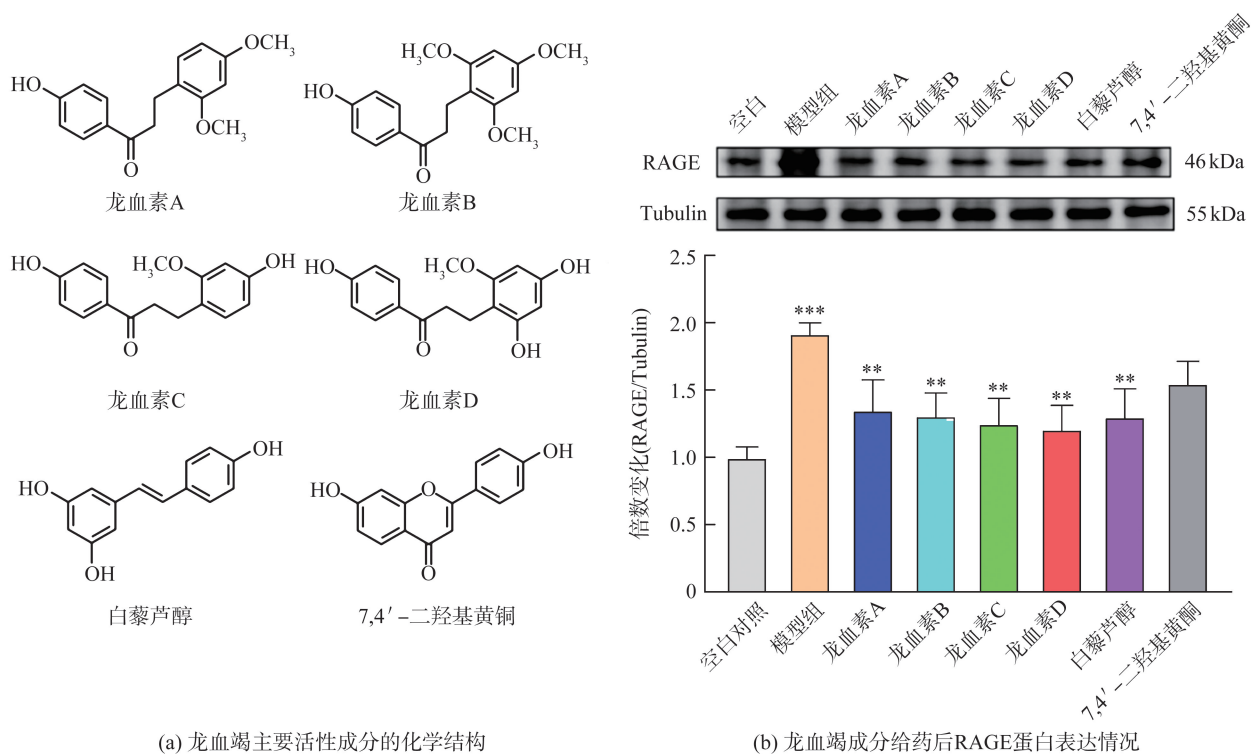 HO
OCH3
OCH3
O
龙血素A
HO
H3CO
OCH3
OCH3
O
龙血素B
HO
H3CO
OH
O
龙血素C
HO
H3CO
OH
OH
O
龙血素D
HO
OH
OH
白藜芦醇
HO
O
OH
O
7,4′-二羟基黄铜
(a) 龙血竭主要活性成分的化学结构
空白
模型组
龙血素A
龙血素B
龙血素C
龙血素D
白藜芦醇
7,4′-二羟基黄酮
RAGE
46 kDa
Tubulin
55 kDa
倍数变化(RAGE/Tubulin)
2.5
2.0
1.5
1.0
0.5
0
***
**
**
**
**
**
空白对照
模型组
龙血素A
龙血素B
龙血素C
龙血素D
白藜芦醇
7,4′-二羟基黄酮
(b) 龙血竭成分给药后RAGE蛋白表达情况